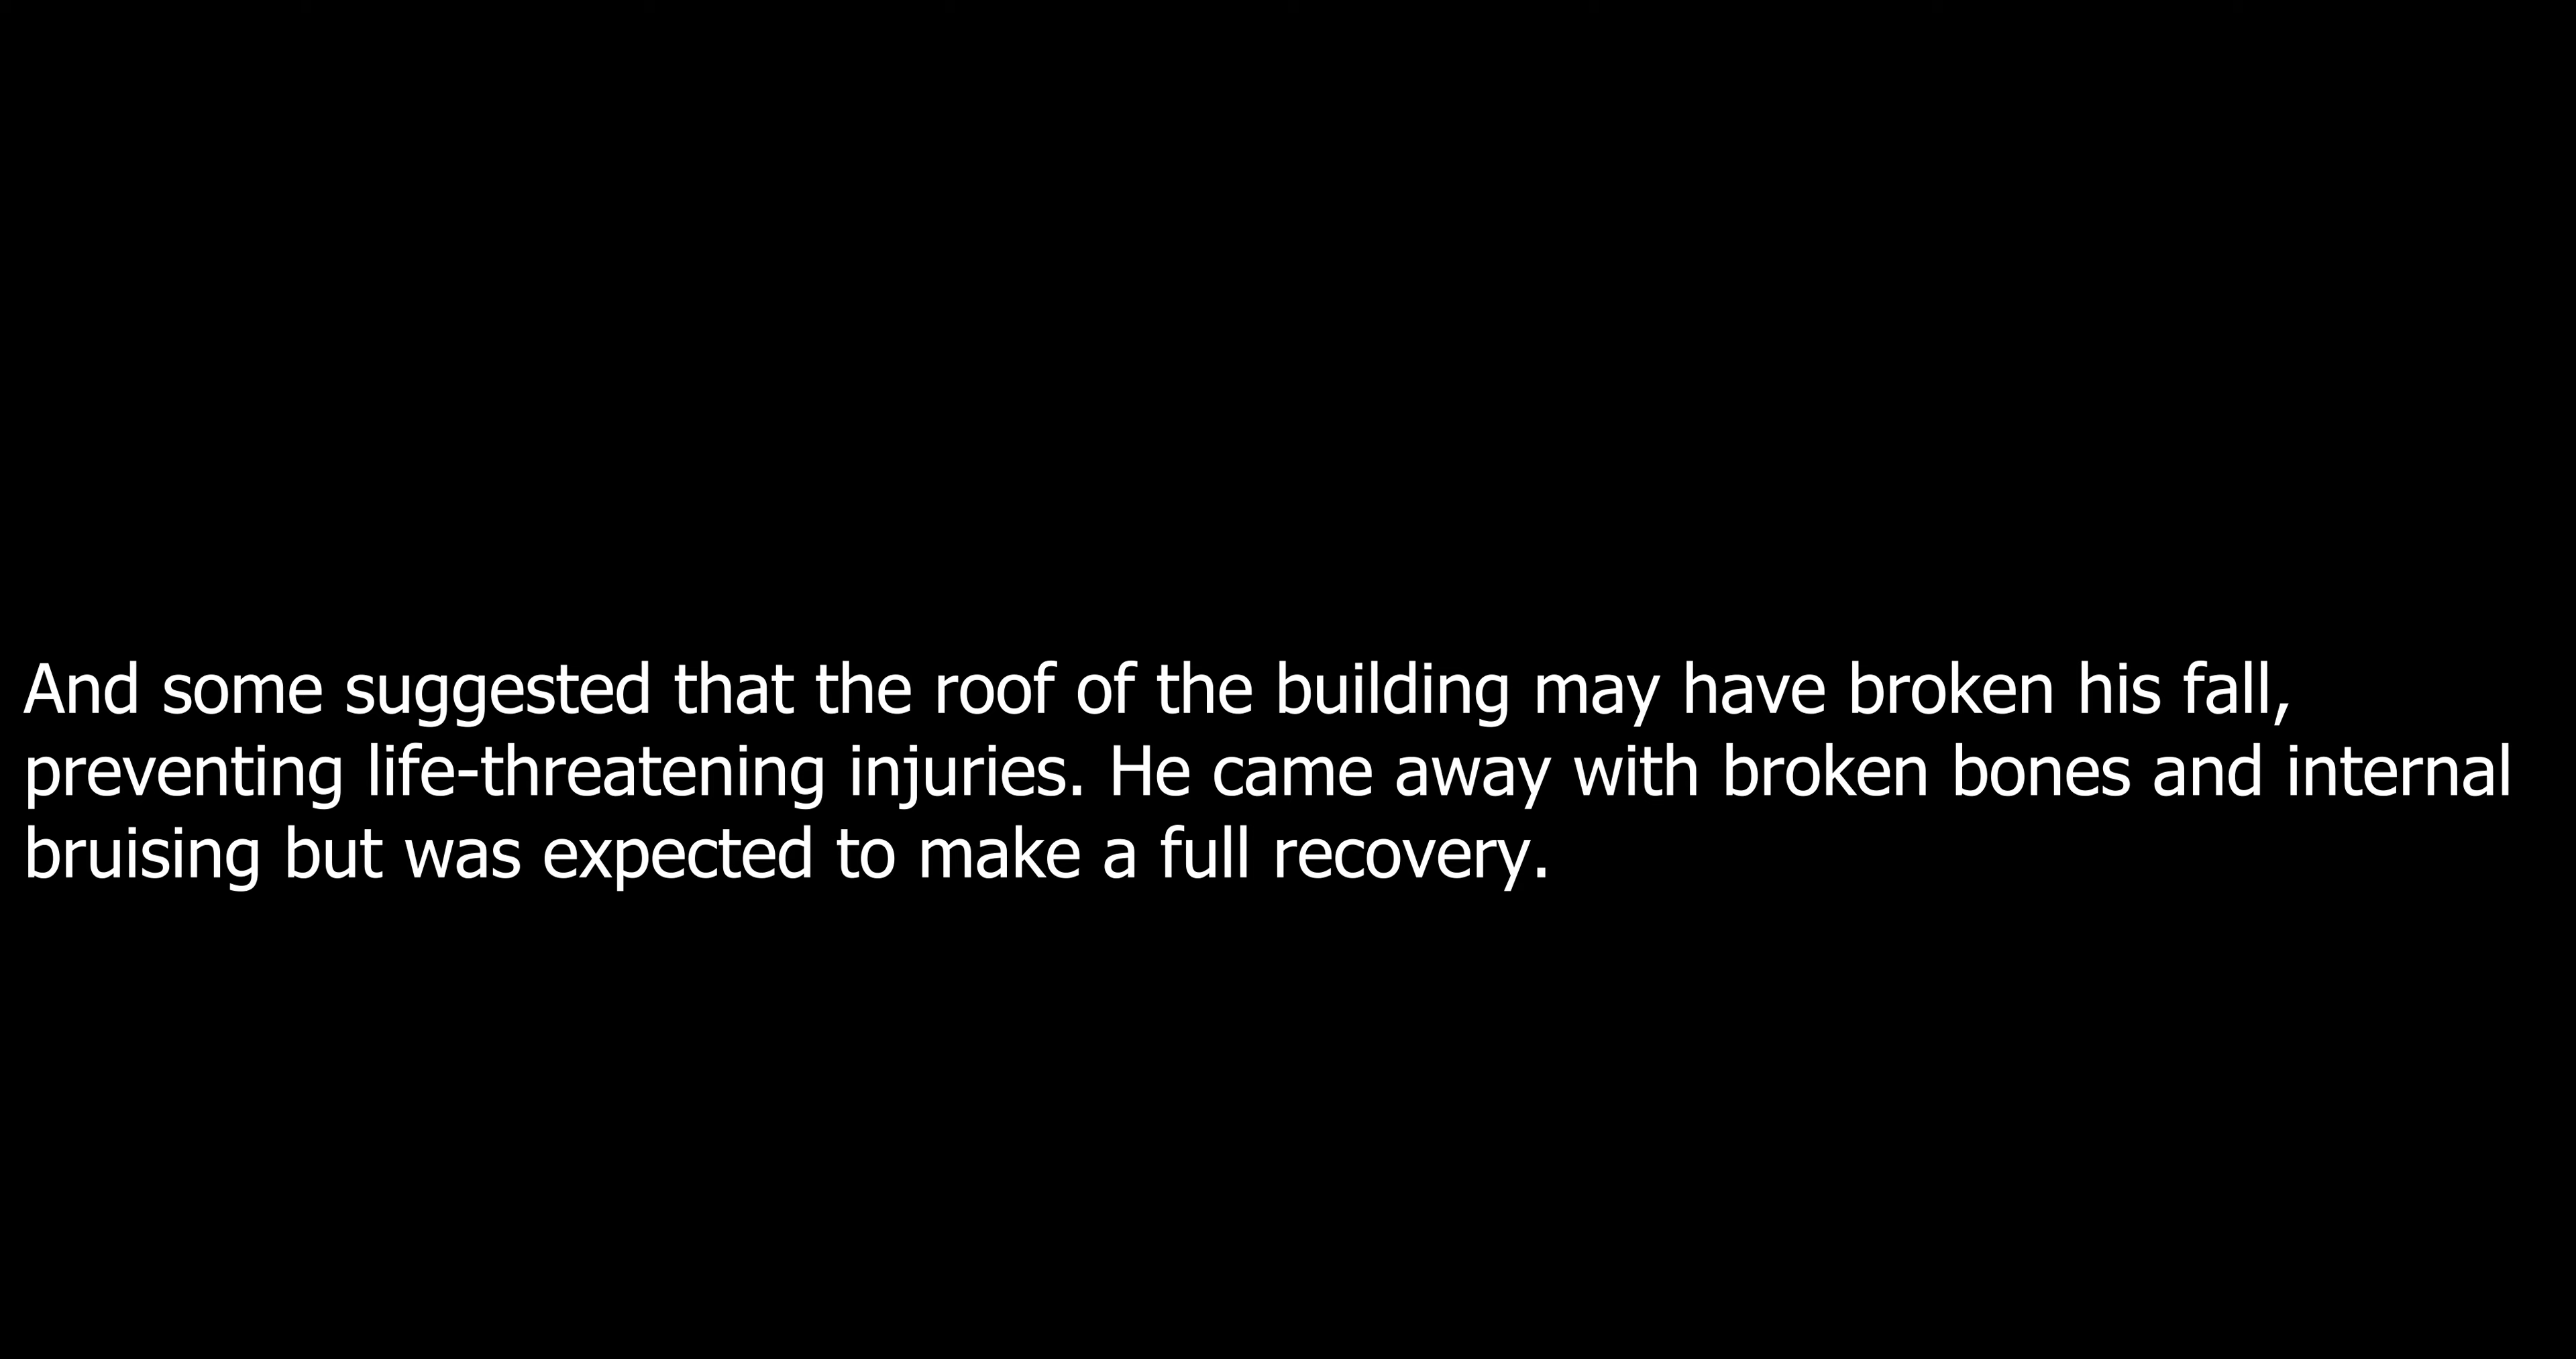 And some suggested that the roof of the building may have broken his fall,
preventing life-threatening injuries. He came away with broken bones and internal
bruising but was expected to make a full recovery.